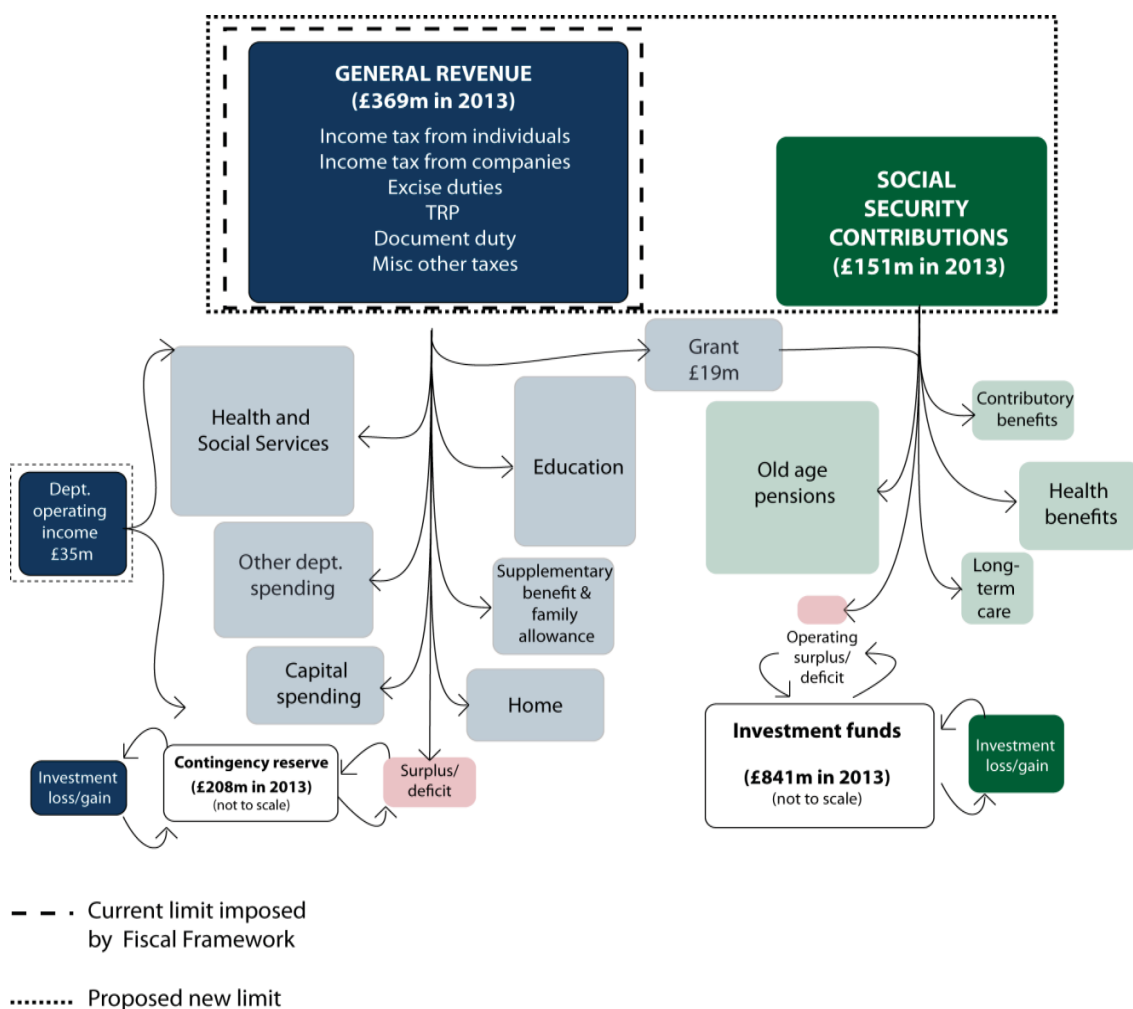 GENERAL REVENUE
(£369m in 2013)
Income tax from individuals
Income tax from companies
Excise duties
TRP
Document duty
Misc other taxes
SOCIAL
SECURITY
CONTRIBUTIONS
(£151m in 2013)
Grant
£19m
Health and
Social Services
Education
Dept.
operating
income
£35m
Other dept.
spending
Supplementary
benefit &
family
allowance
Capital
spending
Home
Contributory
benefits
Old age
pensions
Health
benefits
Long-
term
care
Operating
surplus/
deficit
Investment
loss/gain
Contingency reserve
(£208m in 2013)
(not to scale)
Surplus/
deficit
Investment funds
(£841m in 2013)
(not to scale)
Investment
loss/gain
Current limit imposed
by Fiscal Framework
Proposed new limit